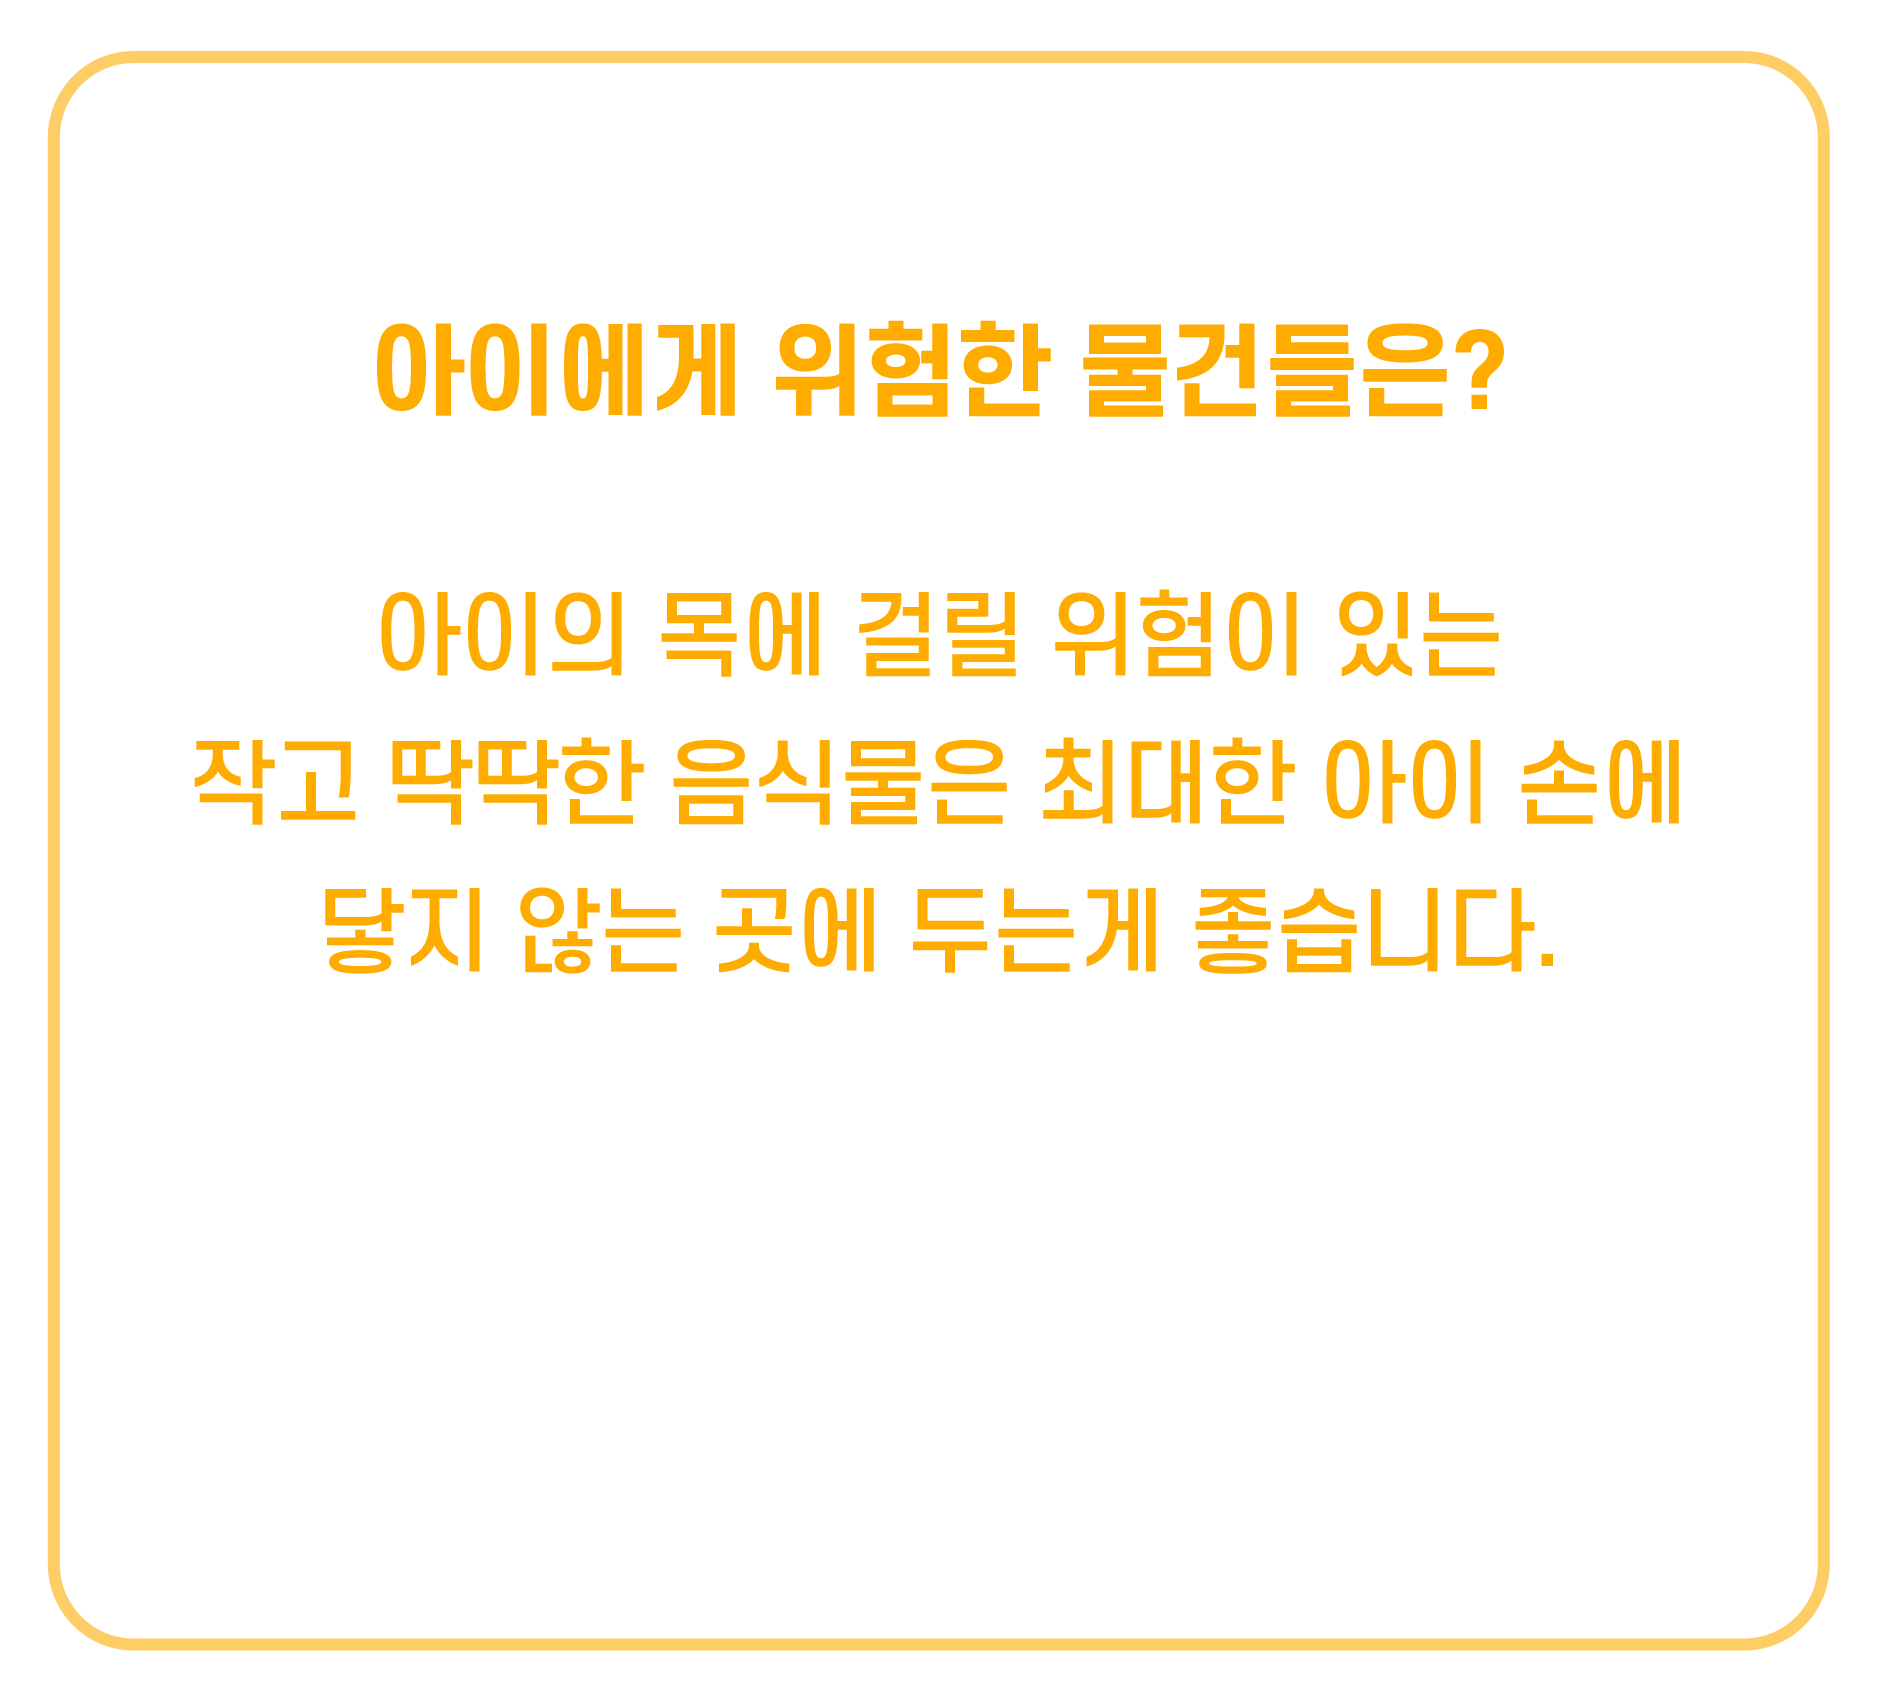 아이에게 위험한 물건들은?
아이의 목에 걸릴 위험이 있는
작고 딱딱한 음식물은 최대한 아이 손에
닿지 않는 곳에 두는게 좋습니다.